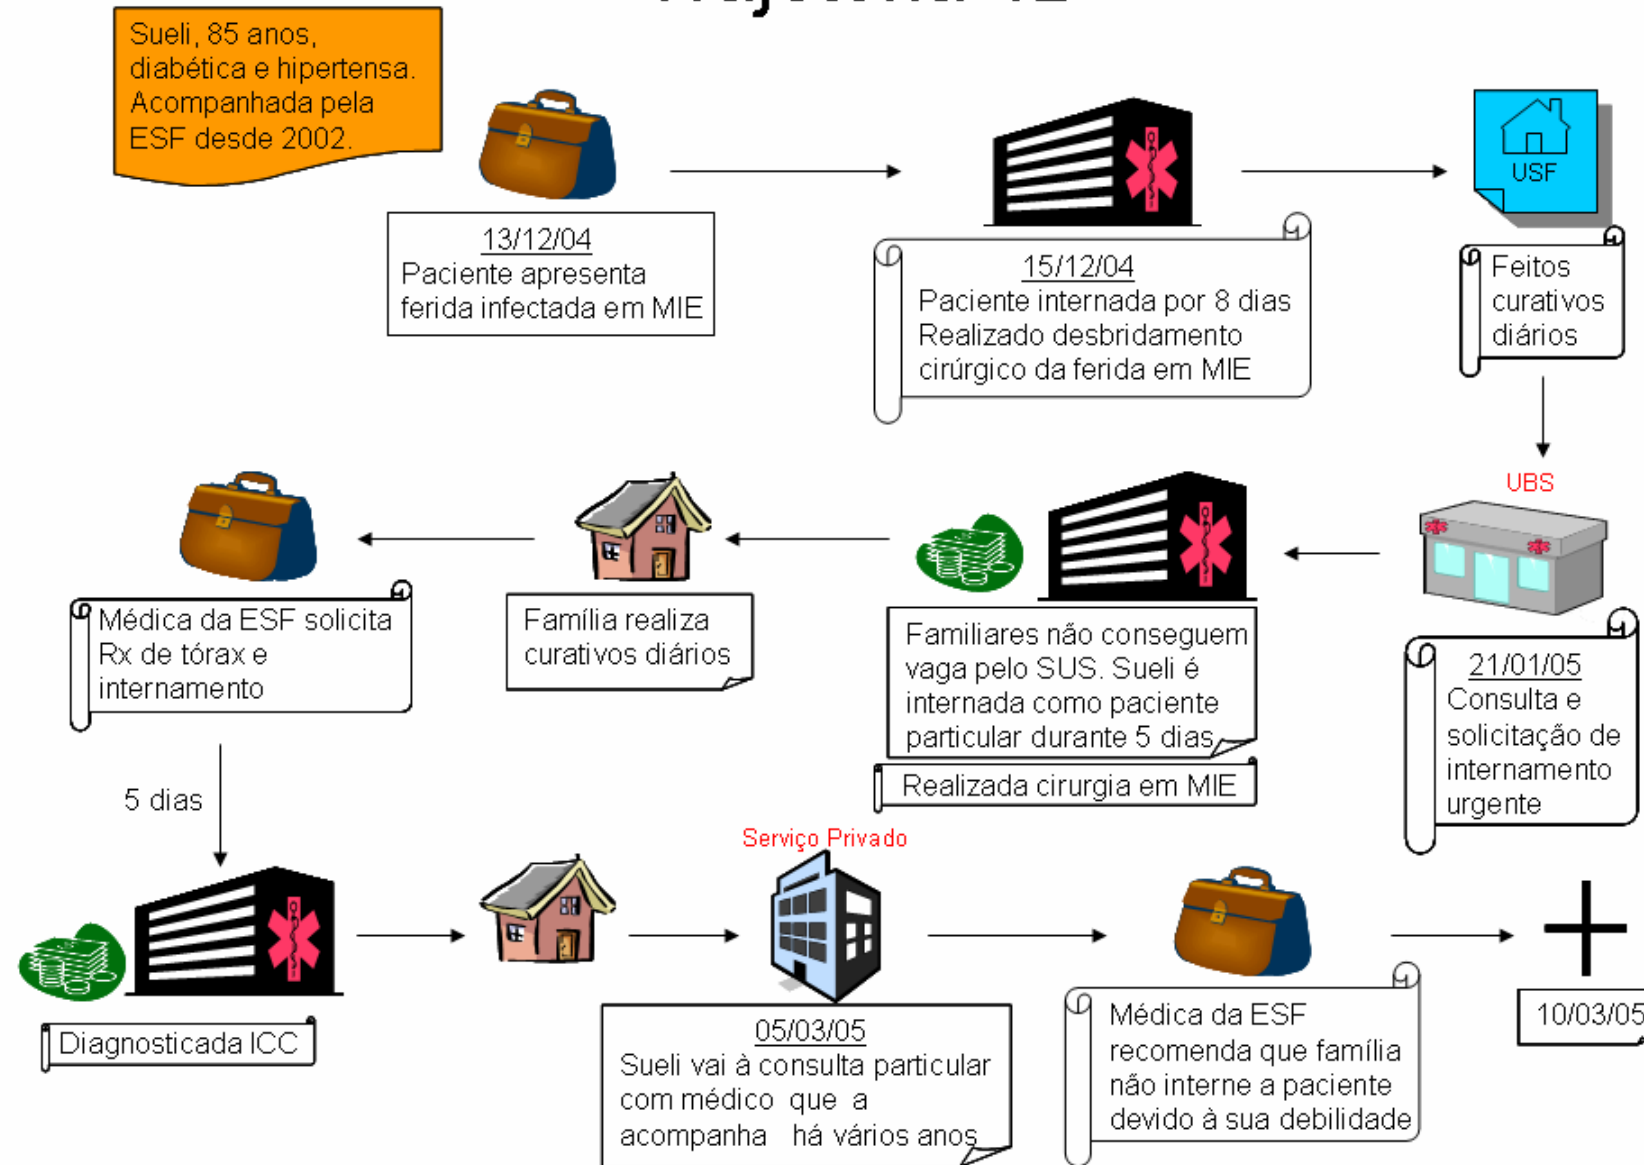 Sueli, 85 anos,
diabética e hipertensa.
Acompanhada pela
ESF desde 2002.
13/12/04
Paciente apresenta
ferida infectada em MIE
15/12/04
Paciente internada por 8 dias
Realizado desbridamento
cirúrgico da ferida em MIE
USF
Feitos
curativos
diários
UBS
21/01/05
Consulta e
solicitação de
internamento
urgente
Familiares não conseguem
vaga pelo SUS. Sueli é
internada como paciente
particular durante 5 dias
Realizada cirurgia em MIE
Família realiza
curativos diários
Médica da ESF solicita
Rx de tórax e
internamento
5 dias
Diagnosticada ICC
Serviço Privado
05/03/05
Sueli vai à consulta particular
com médico que a
acompanha há vários anos
Médica da ESF
recomenda que família
não interne a paciente
devido à sua debilidade
10/03/05